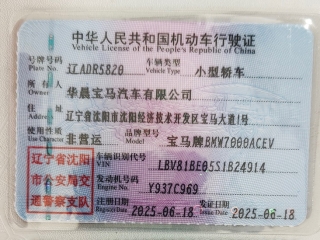 中华人民共和国机动车行驶证
Vehicle License of the People's Republic of China
号牌号码 Plate No. 辽ADR5820 车辆类型 Vehicle Type 小型轿车
所有人 Owner 华晨宝马汽车有限公司
住址 辽宁省沈阳市沈阳经济技术开发区宝马大道1号
使用性质 Use Character 非营运 品牌型号 Model 宝马牌BMW7000ACEV
辽宁省沈阳
市公安局交
通警察支队
车辆识别代号 VIN LBV81BE05S1B24914
发动机号码 Engine No. Y937C969
注册日期 Register Date 2025-06-18 发证日期 Issue Date 2025-06-18